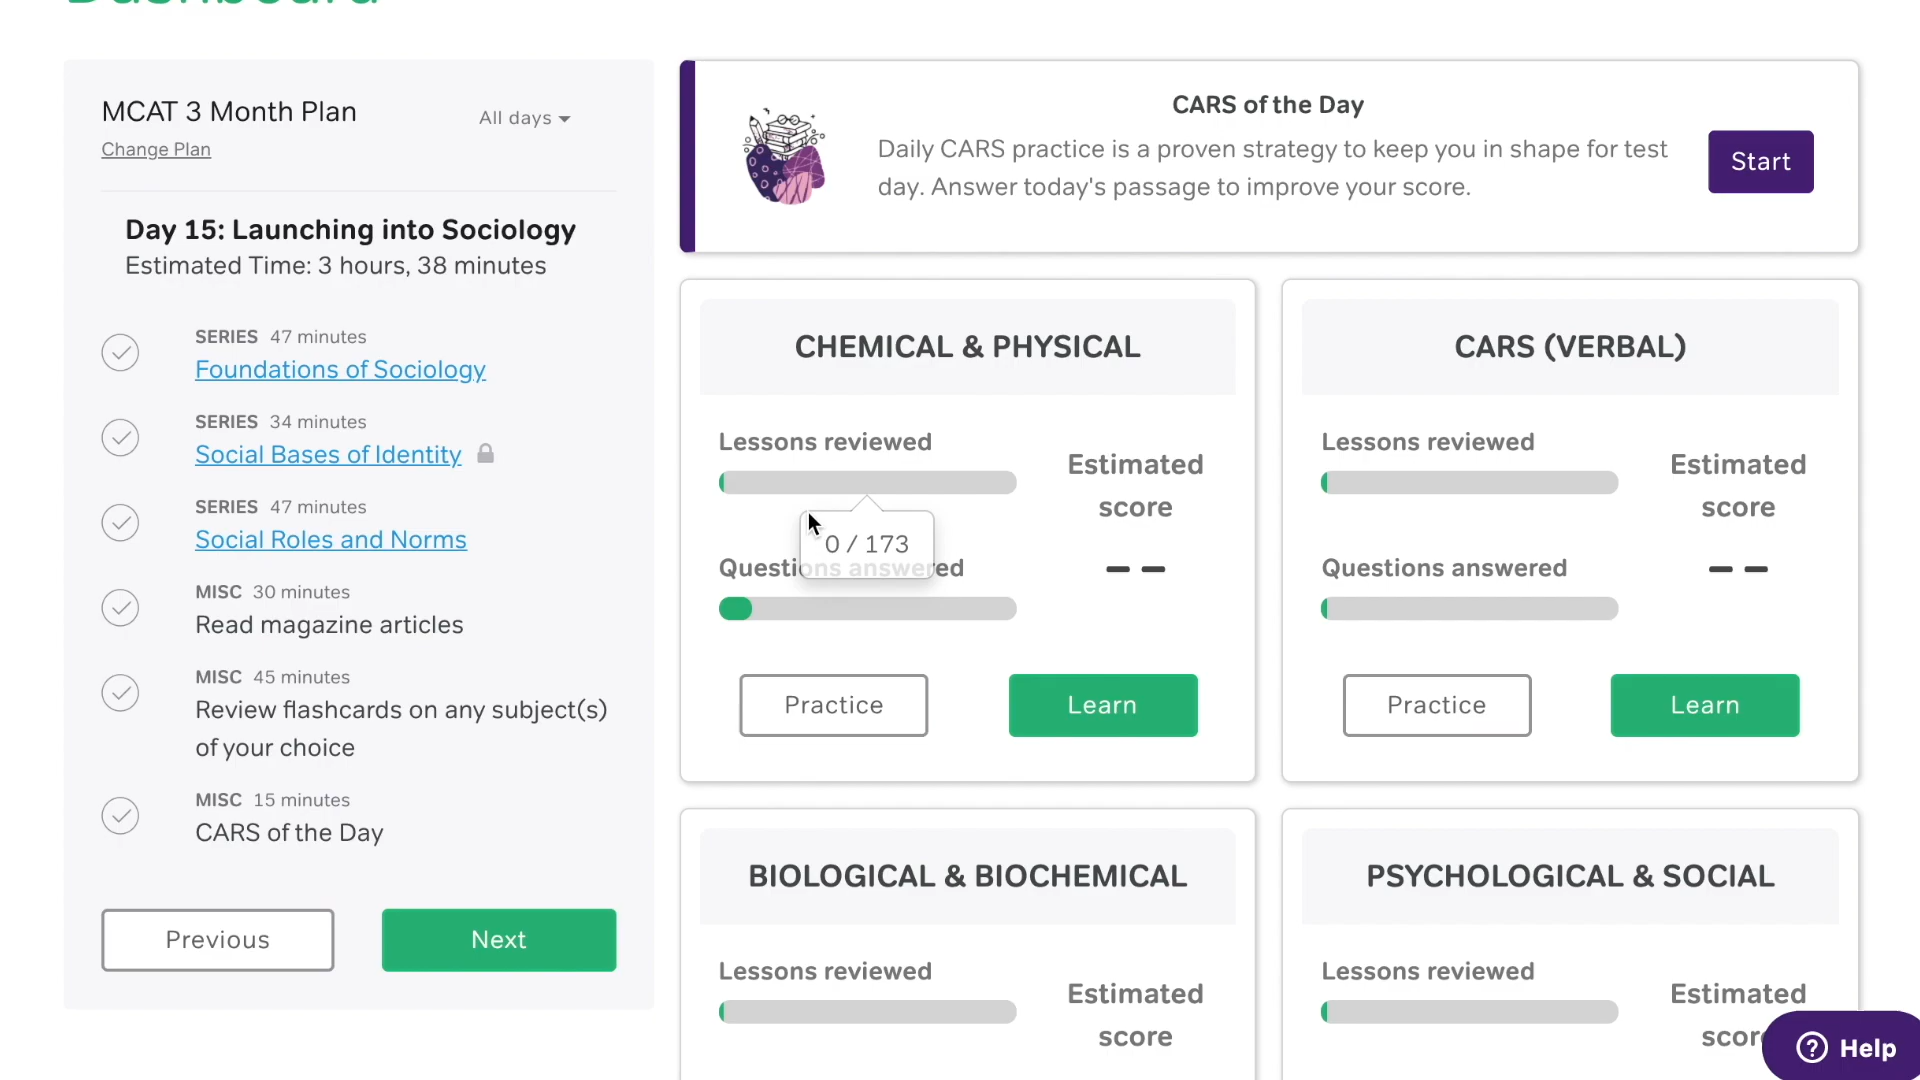 Dashboard
MCAT 3 Month Plan
All days
Change Plan
Day 15: Launching into Sociology
Estimated Time: 3 hours, 38 minutes
SERIES 47 minutes
Foundations of Sociology
SERIES 34 minutes
Social Bases of Identity
SERIES 47 minutes
Social Roles and Norms
MISC 30 minutes
Read magazine articles
MISC 45 minutes
Review flashcards on any subject(s)
of your choice
MISC 15 minutes
CARS of the Day
Previous
Next
CARS of the Day
Daily CARS practice is a proven strategy to keep you in shape for test
day. Answer today's passage to improve your score.
Start
CHEMICAL & PHYSICAL
Lessons reviewed
Estimated
score
0 / 173
Questions answered
– –
Practice
Learn
CARS (VERBAL)
Lessons reviewed
Estimated
score
Questions answered
– –
Practice
Learn
BIOLOGICAL & BIOCHEMICAL
Lessons reviewed
Estimated
score
PSYCHOLOGICAL & SOCIAL
Lessons reviewed
Estimated
score
? Help